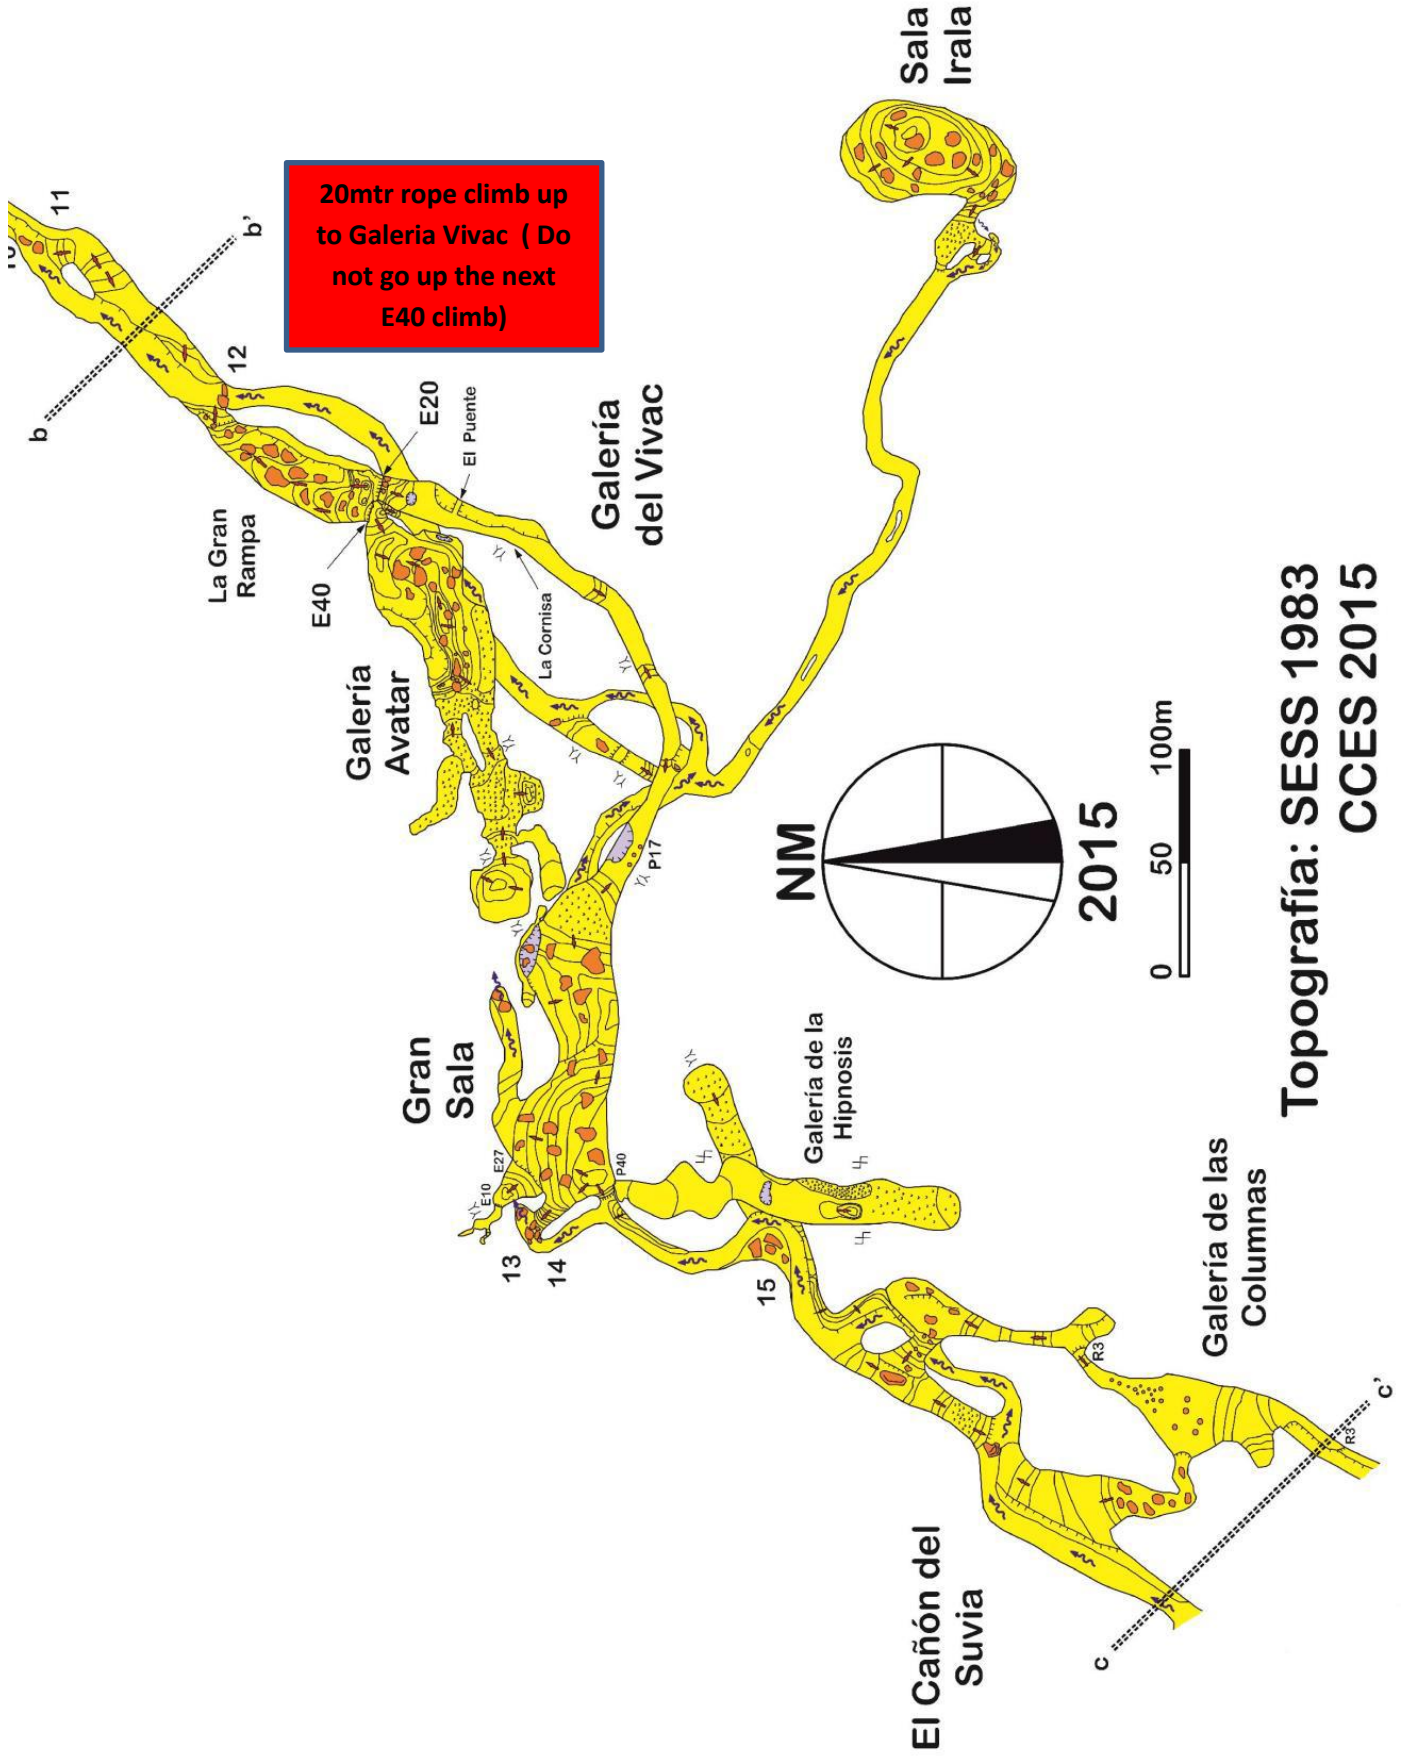 20mtr rope climb up
to Galeria Vivac ( Do
not go up the next
E40 climb)
b
b'
11
12
La Gran
Rampa
E40
E20
El Puente
La Cornisa
Galería
Avatar
Galería
del Vivac
Sala
Irala
Gran
Sala
E27
E10
13
14
P40
P17
15
Galería de la
Hipnosis
El Cañón del
Suvia
Galería de las
Columnas
R3
R3
c
c'
NM
2015
0
50
100m
Topografía: SESS 1983
CCES 2015